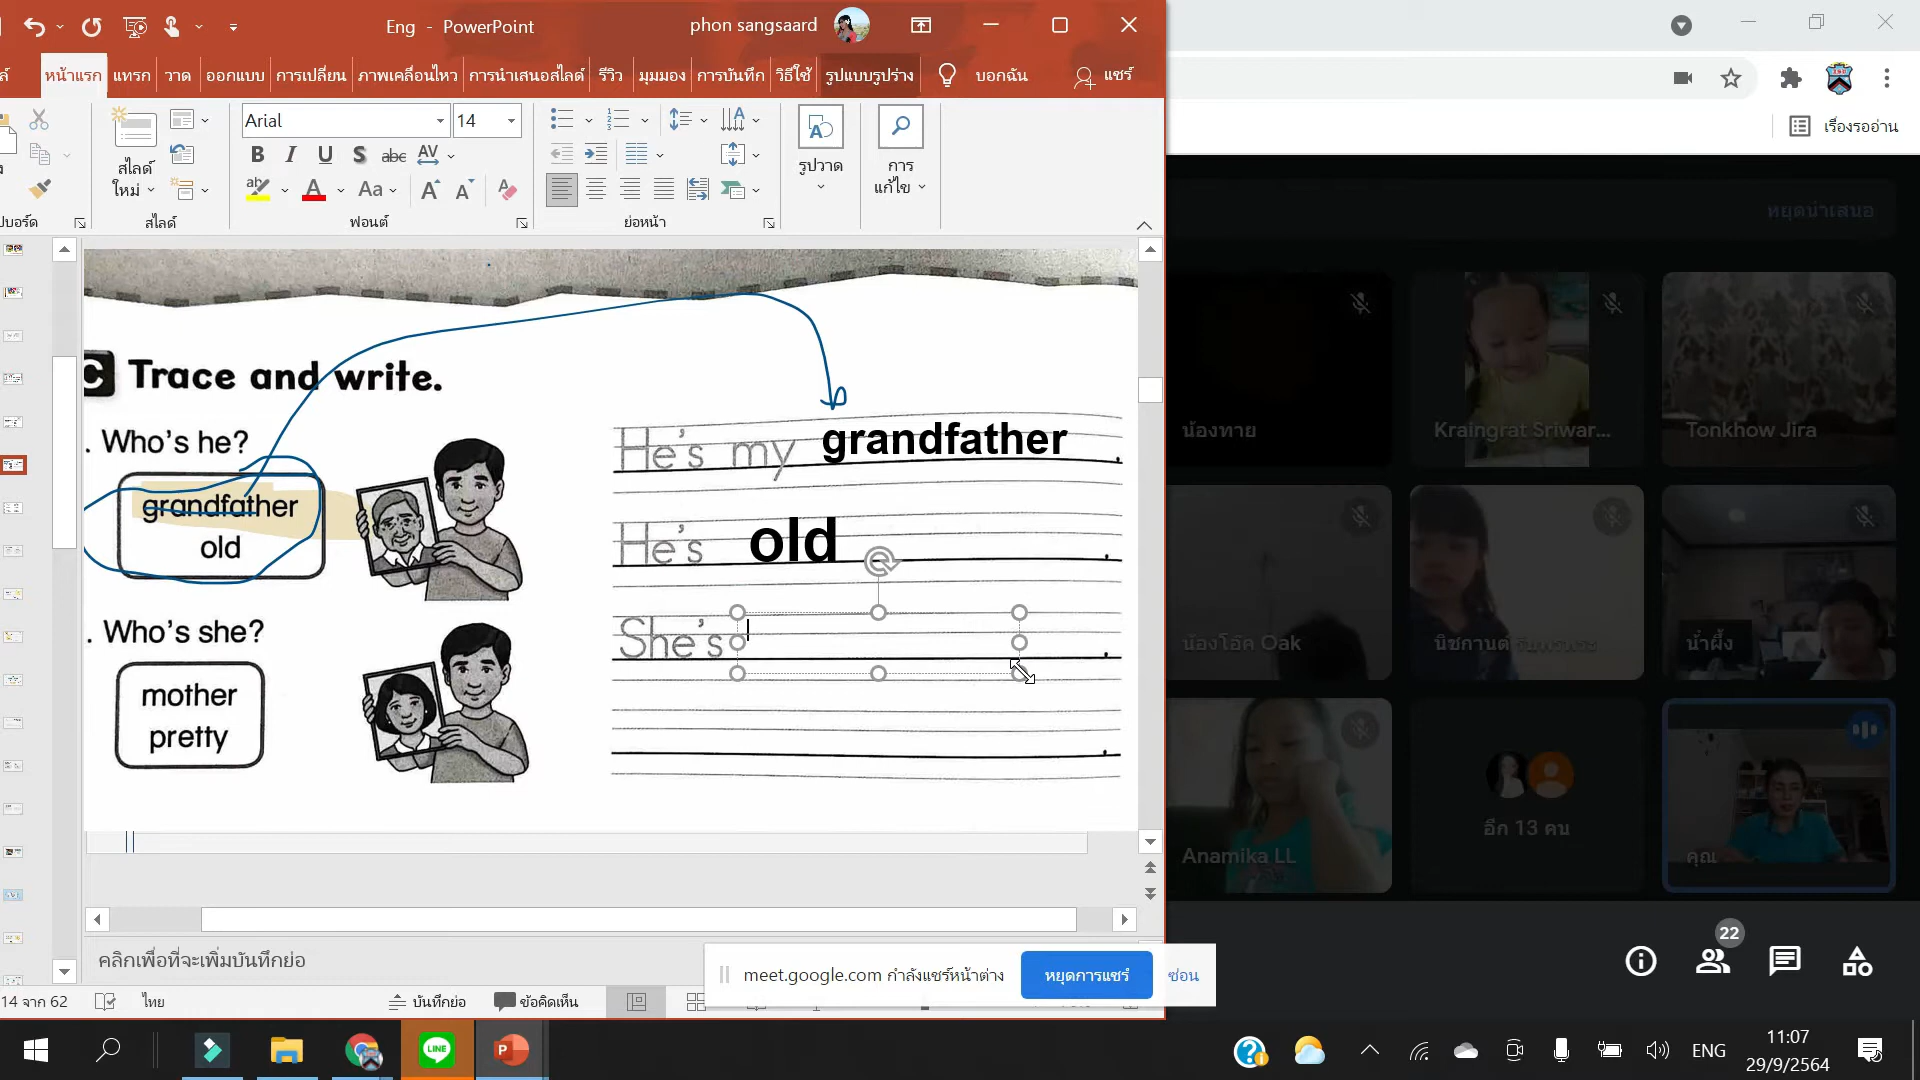 Eng - PowerPoint
phon sangsaard
หน้าแรก
แทรก
วาด
ออกแบบ
การเปลี่ยน
ภาพเคลื่อนไหว
การนำเสนอสไลด์
รีวิว
มุมมอง
การบันทึก
วิธีใช้
รูปแบบรูปร่าง
บอกฉัน
แชร์
Arial
14
สไลด์
ใหม่
B I U S abc AV
A Aa A A
รูปวาด
การ
แก้ไข
สไลด์
ฟอนต์
ย่อหน้า
เรื่องรออ่าน
หยุดนำเสนอ
C Trace and write.
. Who's he?
grandfather
old
He's my grandfather .
He's old .
. Who's she?
mother
pretty
She's .
.
น้องทาย
Kraingrat Sriwar...
Tonkhow Jira
น้องโอ๊ค Oak
นิชกานต์
น้ำผึ้ง
Anamika LL
อีก 13 คน
คุณ
22
คลิกเพื่อที่จะเพิ่มบันทึกย่อ
meet.google.com กำลังแชร์หน้าต่าง
หยุดการแชร์
ซ่อน
14 จาก 62
ไทย
บันทึกย่อ
ข้อคิดเห็น
LINE
ENG
11:07
29/9/2564